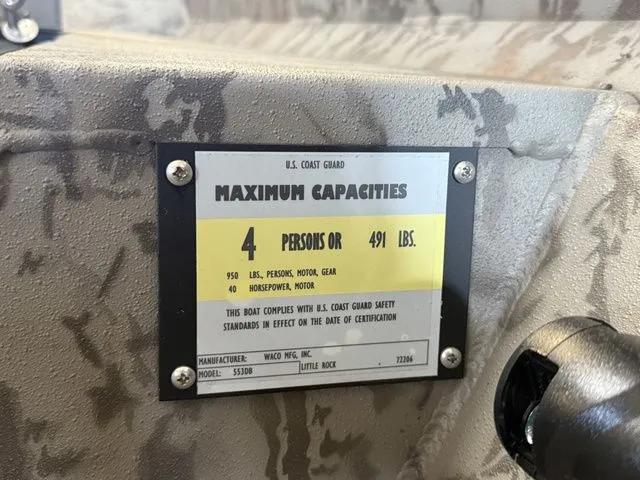 U.S. COAST GUARD
MAXIMUM CAPACITIES
4 PERSONS OR 491 LBS.
950 LBS., PERSONS, MOTOR, GEAR
40 HORSEPOWER, MOTOR
THIS BOAT COMPLIES WITH U.S. COAST GUARD SAFETY
STANDARDS IN EFFECT ON THE DATE OF CERTIFICATION
MANUFACTURER: WACO MFG, INC.
MODEL: 553DB LITTLE ROCK , 72206